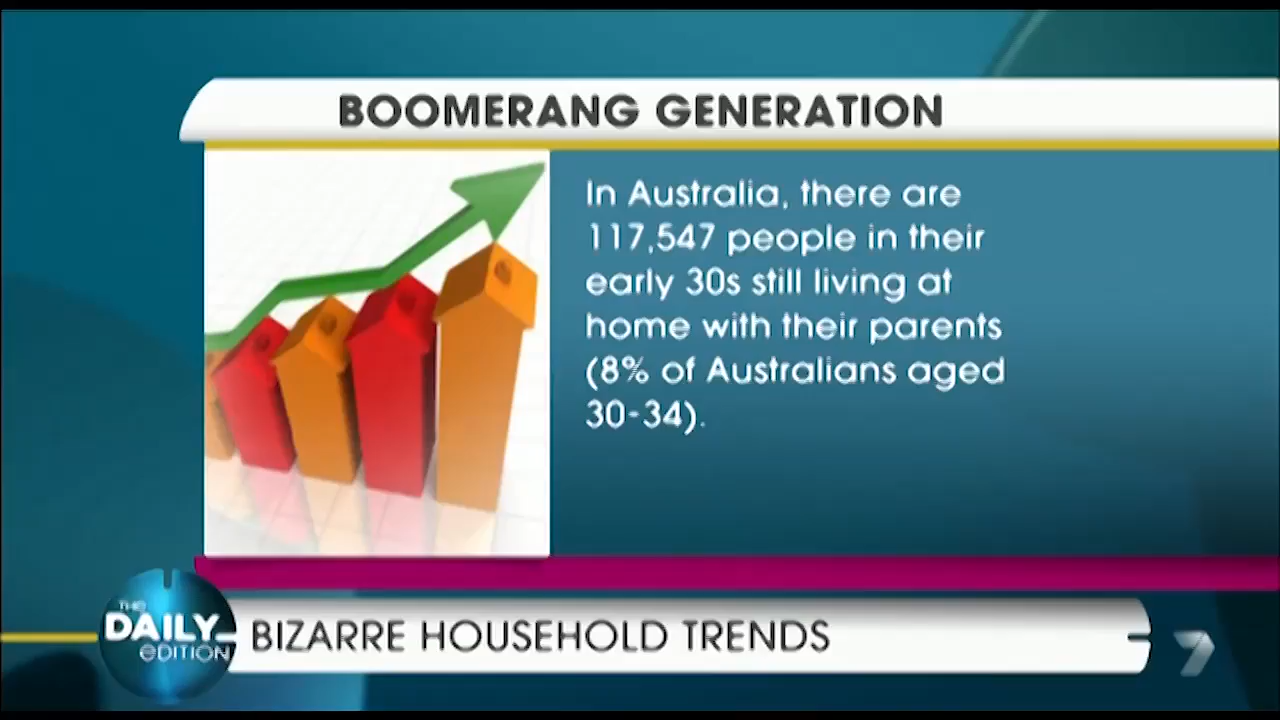 BOOMERANG GENERATION
In Australia, there are
117,547 people in their
early 30s still living at
home with their parents
(8% of Australians aged
30-34).
THE
DAILY
EDITION
BIZARRE HOUSEHOLD TRENDS
7